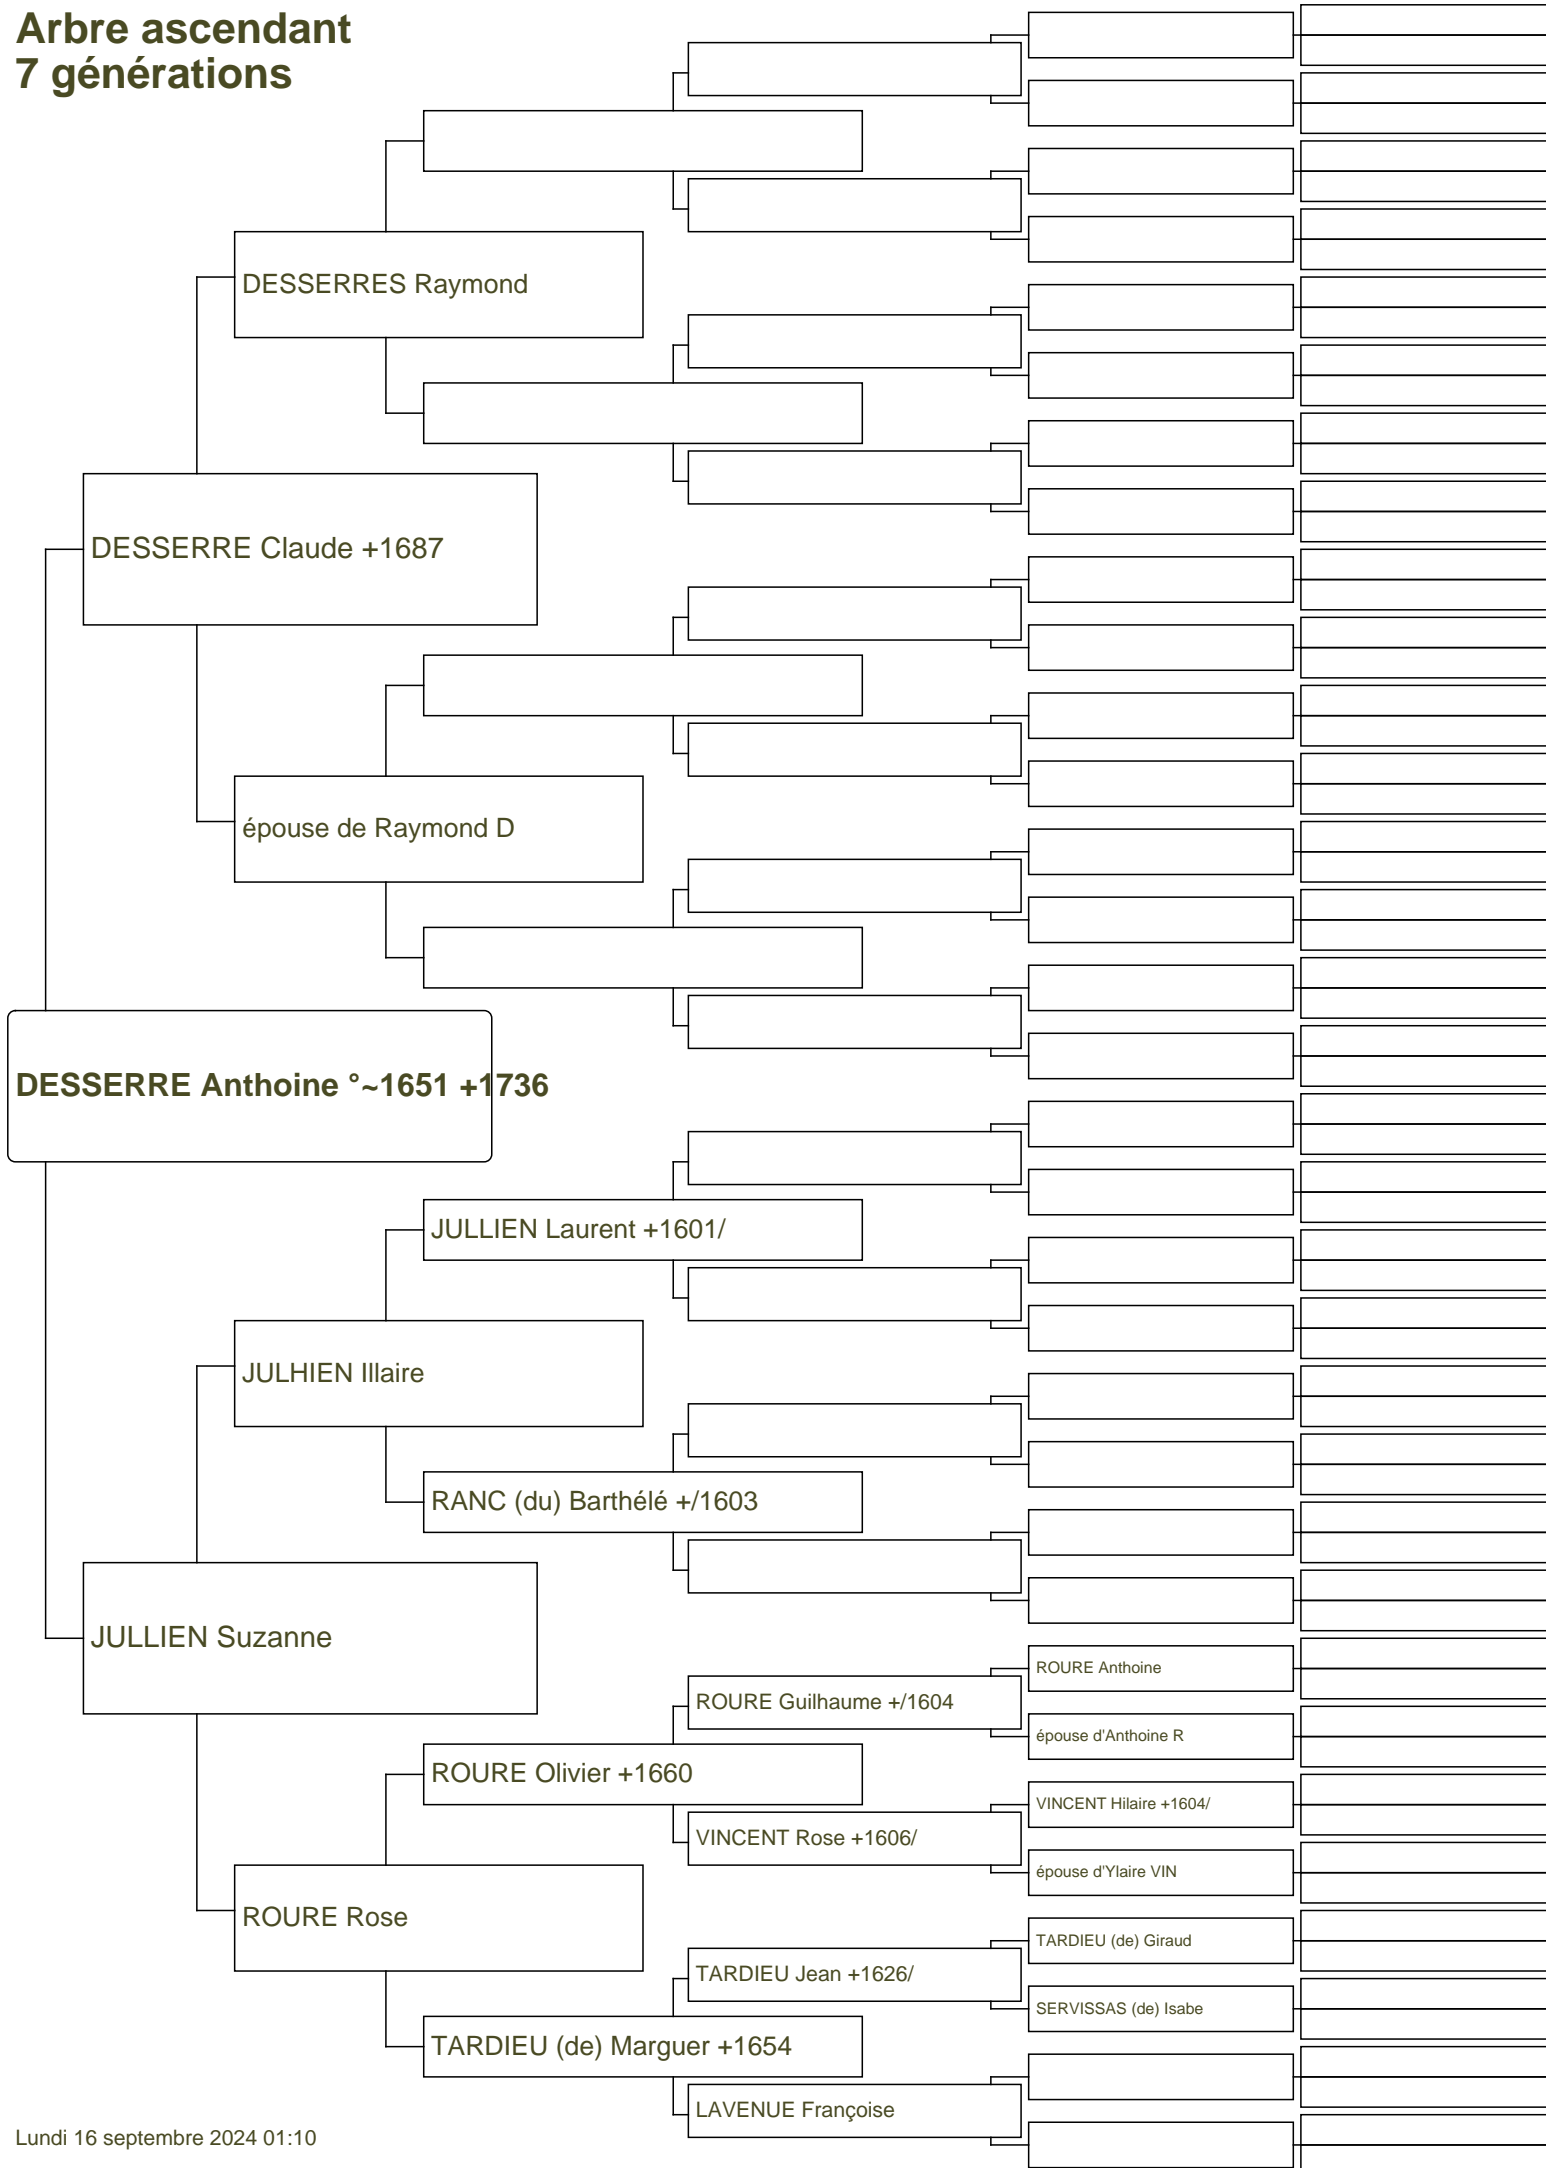 Arbre ascendant
7 générations
DESSERRES Raymond
DESSERRE Claude +1687
épouse de Raymond D
DESSERRE Anthoine °~1651 +1736
JULLIEN Laurent +1601/
JULHIEN Illaire
RANC (du) Barthélé +/1603
JULLIEN Suzanne
ROURE Anthoine
ROURE Guilhaume +/1604
épouse d'Anthoine R
ROURE Olivier +1660
VINCENT Hilaire +1604/
VINCENT Rose +1606/
épouse d'Ylaire VIN
ROURE Rose
TARDIEU (de) Giraud
TARDIEU Jean +1626/
SERVISSAS (de) Isabe
TARDIEU (de) Marguer +1654
LAVENUE Françoise
Lundi 16 septembre 2024 01:10